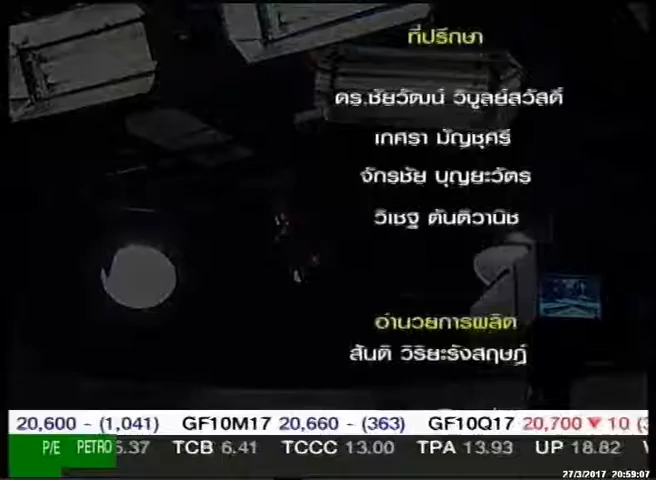 ที่ปรึกษา
ดร.ชัยวัฒน์ วิบูลย์สวัสดิ์
เกศรา มัญชุศรี
จักรชัย บุญยะวัตร
วิเชฐ ตันติวานิช
อำนวยการผลิต
สันติ วิริยะรังสฤษฎ์
20,600 - (1,041) GF10M17 20,660 - (363) GF10Q17 20,700 ▼ 10
P/E PETRO 5.37 TCB 6.41 TCCC 13.00 TPA 13.93 UP 18.82
27/3/2017 20:59:07